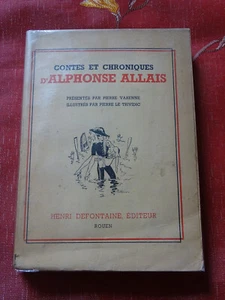 CONTES ET CHRONIQUES
D'ALPHONSE ALLAIS
PRÉSENTÉS PAR PIERRE VARENNE
ILLUSTRÉS PAR PIERRE LE TRIVIDIC
HENRI DEFONTAINE, ÉDITEUR
ROUEN